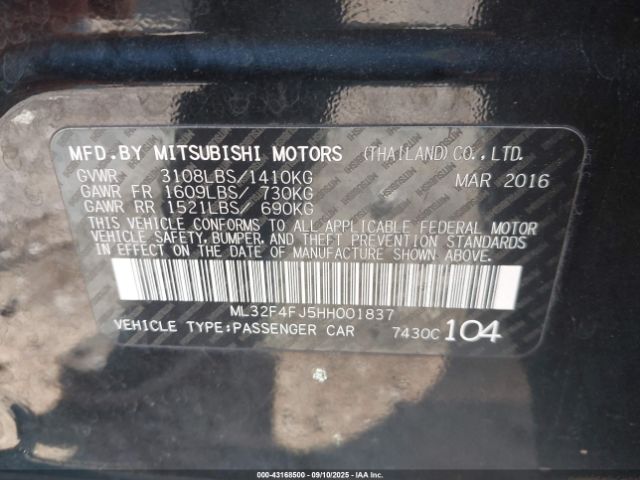 MFD.BY MITSUBISHI MOTORS (THAILAND) CO., LTD.
GVWR 3108LBS/1410KG MAR 2016
GAWR FR 1609LBS/ 730KG
GAWR RR 1521LBS/ 690KG
THIS VEHICLE CONFORMS TO ALL APPLICABLE FEDERAL MOTOR
VEHICLE SAFETY, BUMPER, AND THEFT PREVENTION STANDARDS
IN EFFECT ON THE DATE OF MANUFACTURE SHOWN ABOVE.
ML32F4FJ5HH001837
VEHICLE TYPE:PASSENGER CAR 7430C 104
000-43168500 - 09/10/2025 - IAA HOLDINGS, LLC